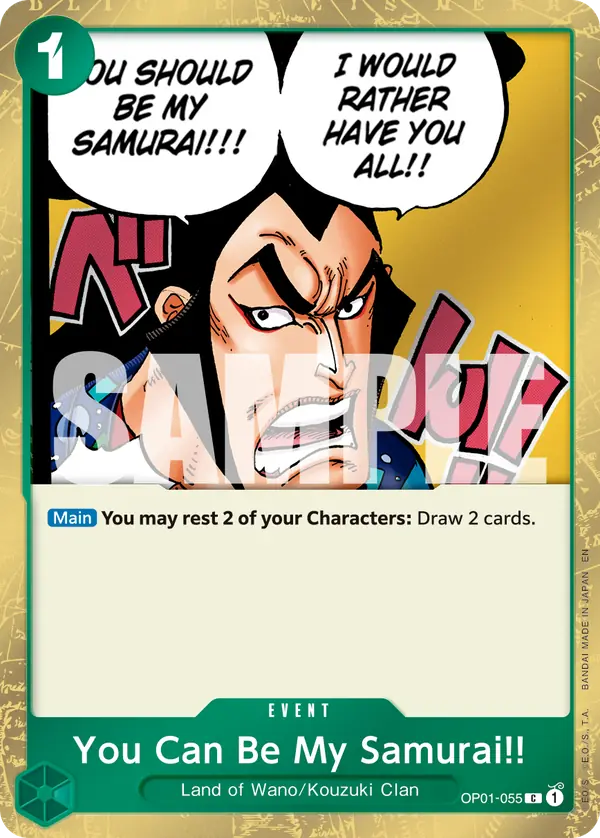 1
OU SHOULD
BE MY
SAMURAI!!!
I WOULD
RATHER
HAVE YOU
ALL!!
べ
ん!!
SAMPLE
Main You may rest 2 of your Characters: Draw 2 cards.
EVENT
You Can Be My Samurai!!
Land of Wano/Kouzuki Clan
OP01-055 C 1
©E.O./S, T.A. BANDAI MADE IN JAPAN EN